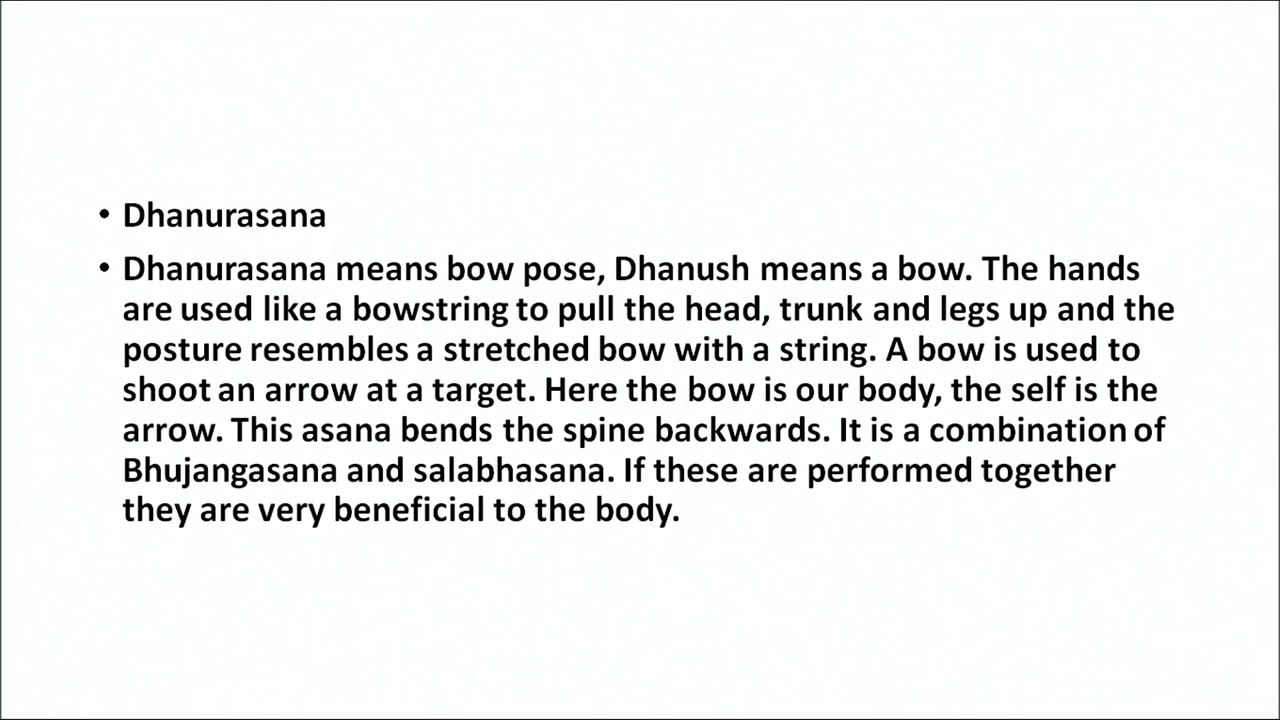 • Dhanurasana
• Dhanurasana means bow pose, Dhanush means a bow. The hands
are used like a bowstring to pull the head, trunk and legs up and the
posture resembles a stretched bow with a string. A bow is used to
shoot an arrow at a target. Here the bow is our body, the self is the
arrow. This asana bends the spine backwards. It is a combination of
Bhujangasana and salabhasana. If these are performed together
they are very beneficial to the body.